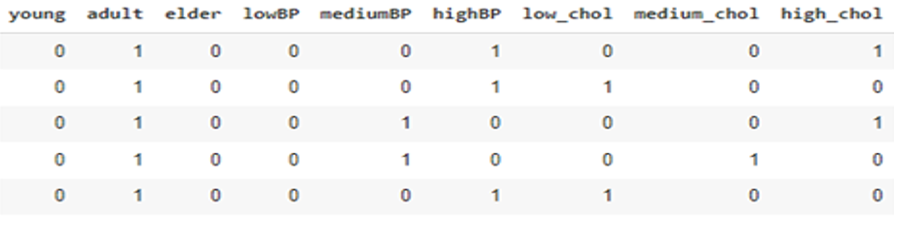 young adult elder lowBP mediumBP highBP low_chol medium_chol high_chol
0 1 0 0 0 1 0 0 1
0 1 0 0 0 1 1 0 0
0 1 0 0 1 0 0 0 1
0 1 0 0 1 0 0 1 0
0 1 0 0 0 1 1 0 0